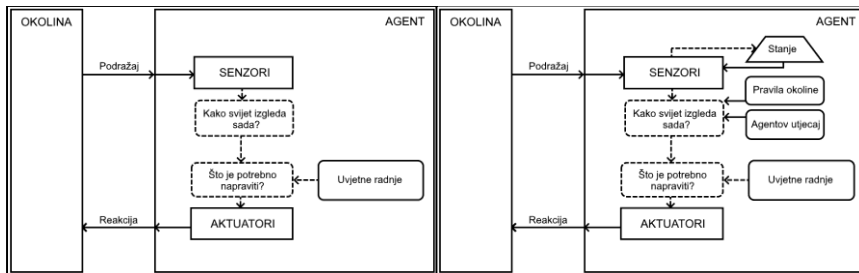 OKOLINA
AGENT
Podražaj
SENZORI
Kako svijet izgleda
sada?
Što je potrebno
napraviti?
Uvjetne radnje
Reakcija
AKTUATORI
OKOLINA
AGENT
Stanje
Podražaj
SENZORI
Pravila okoline
Kako svijet izgleda
sada?
Agentov utjecaj
Što je potrebno
napraviti?
Uvjetne radnje
Reakcija
AKTUATORI